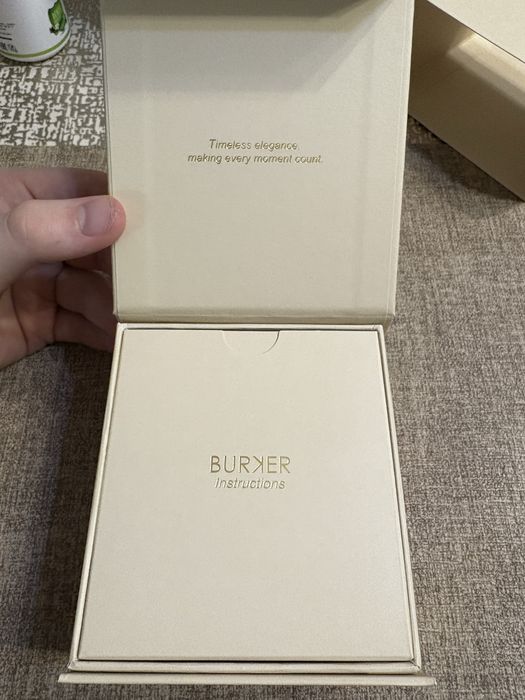 Timeless elegance,
making every moment count.
BURKER
Instructions